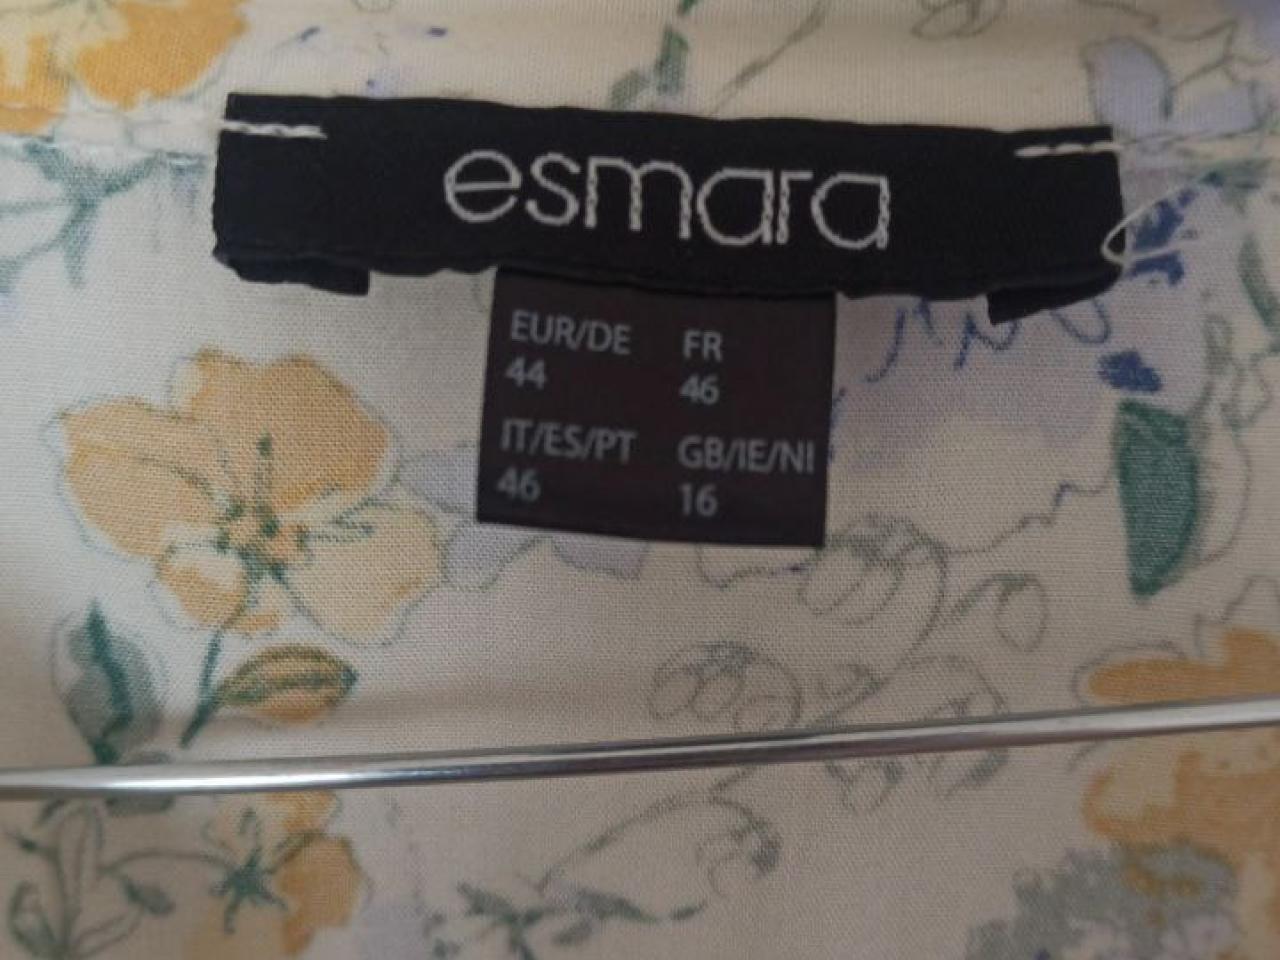 esmara
EUR/DE FR
44 46
IT/ES/PT GB/IE/NI
46 16